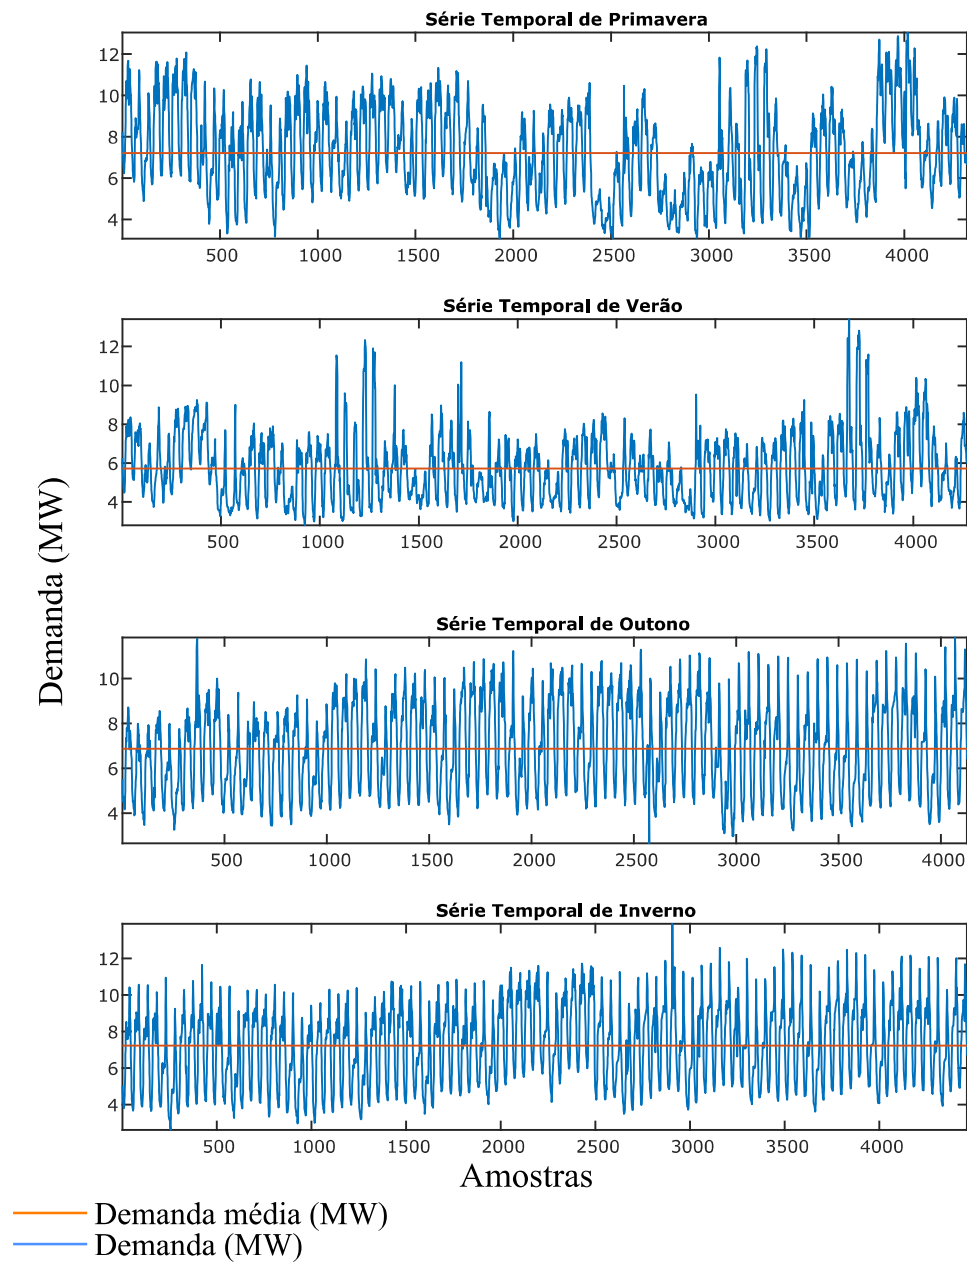 Série Temporal de Primavera
12
10
8
6
4
500 1000 1500 2000 2500 3000 3500 4000
Série Temporal de Verão
12
10
8
6
4
500 1000 1500 2000 2500 3000 3500 4000
Demanda (MW)
Série Temporal de Outono
10
8
6
4
500 1000 1500 2000 2500 3000 3500 4000
Série Temporal de Inverno
12
10
8
6
4
500 1000 1500 2000 2500 3000 3500 4000
Amostras
Demanda média (MW)
Demanda (MW)